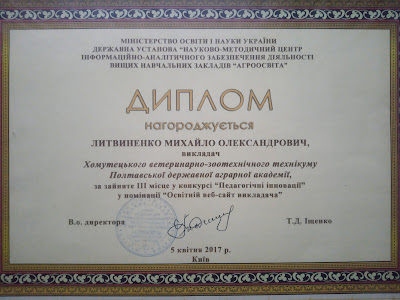 МІНІСТЕРСТВО ОСВІТИ І НАУКИ УКРАЇНИ
ДЕРЖАВНА УСТАНОВА “НАУКОВО-МЕТОДИЧНИЙ ЦЕНТР
ІНФОРМАЦІЙНО-АНАЛІТИЧНОГО ЗАБЕЗПЕЧЕННЯ ДІЯЛЬНОСТІ
ВИЩИХ НАВЧАЛЬНИХ ЗАКЛАДІВ “АГРООСВІТА”
ДИПЛОМ
нагороджується
ЛИТВИНЕНКО МИХАЙЛО ОЛЕКСАНДРОВИЧ,
викладач
Хомутецького ветеринарно-зоотехнічного технікуму
Полтавської державної аграрної академії,
за зайняте ІІІ місце у конкурсі “Педагогічні інновації”
у номінації “Освітній веб-сайт викладача”
В.о. директора Т.Д. Іщенко
5 квітня 2017 р.
Київ